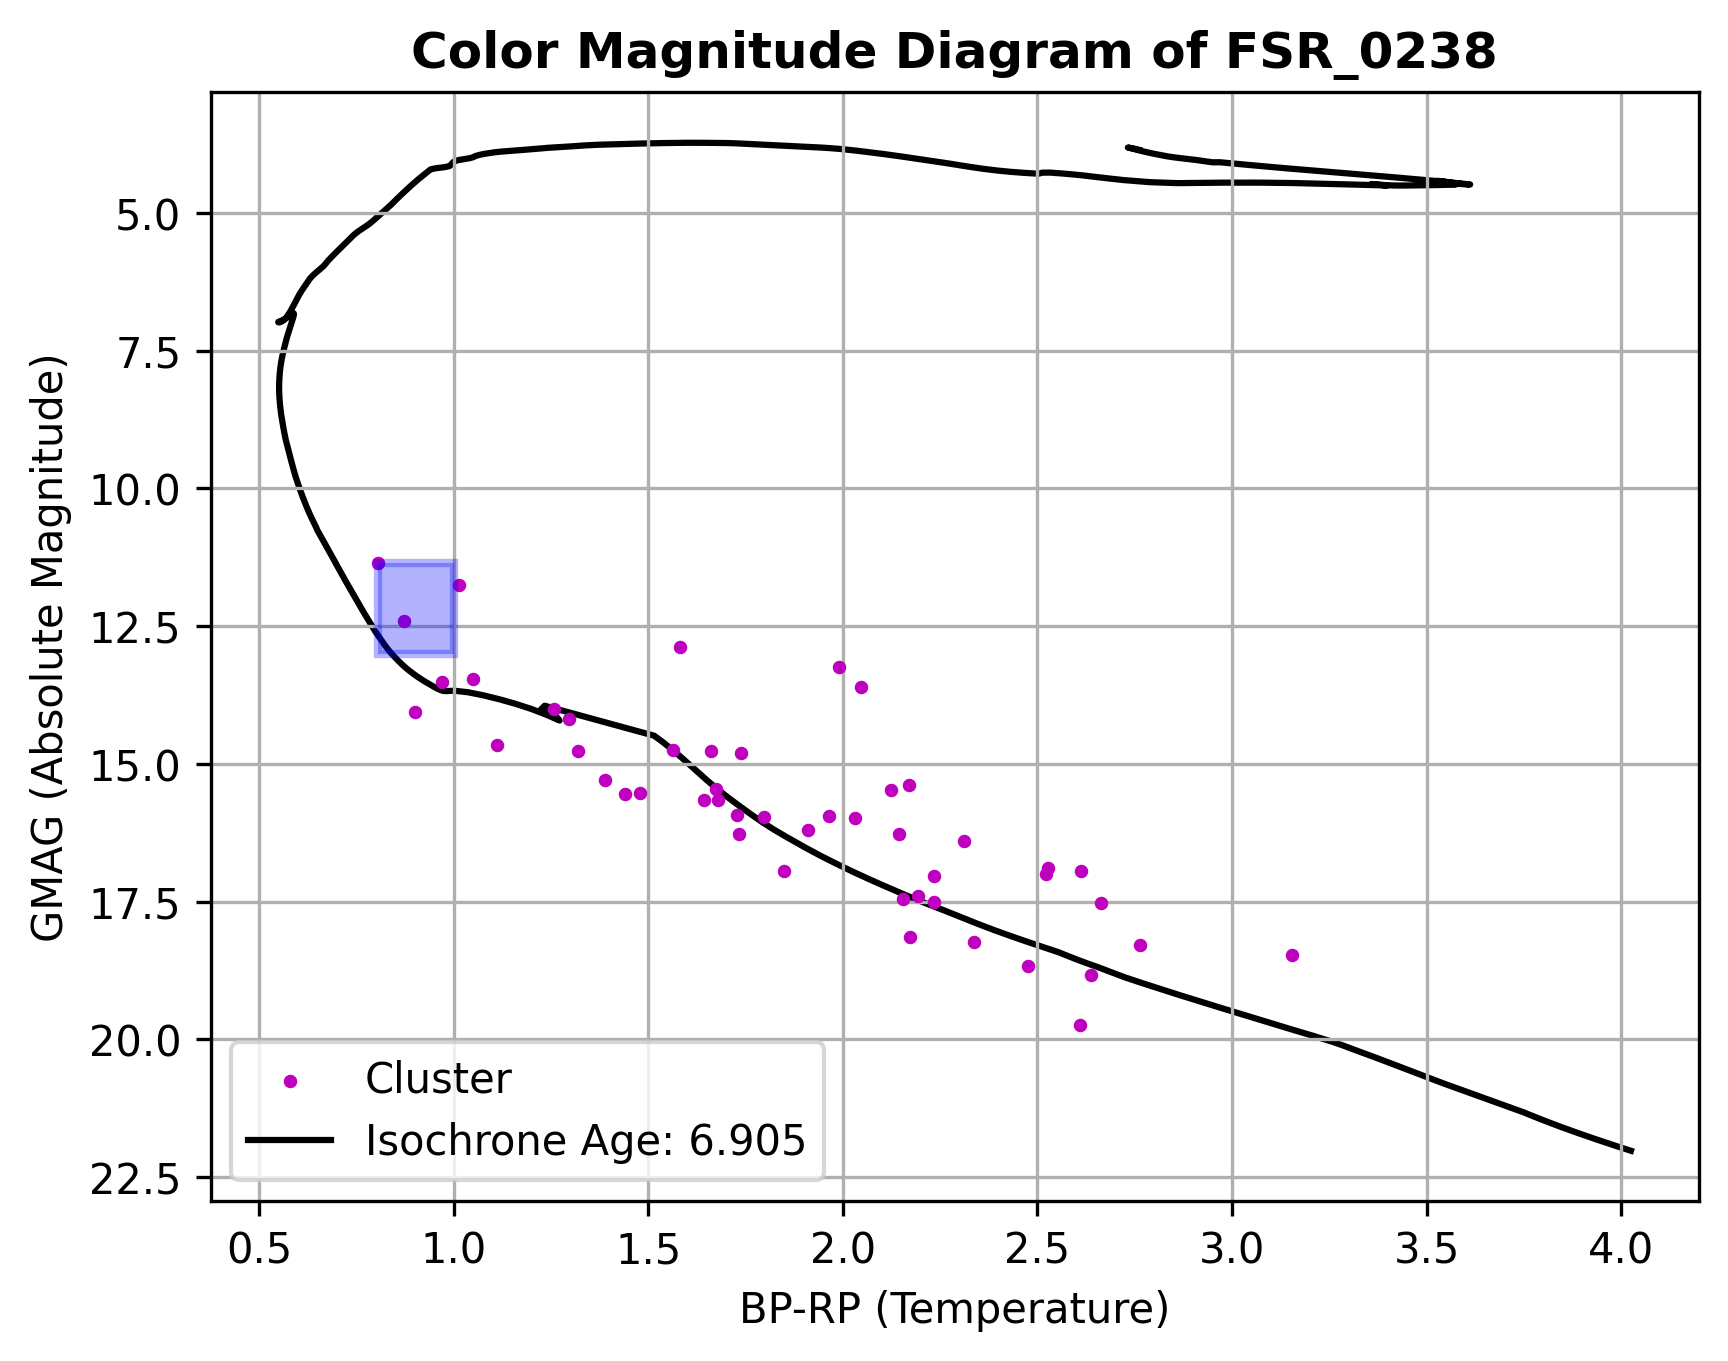 Color Magnitude Diagram of FSR_0238
GMAG (Absolute Magnitude)
5.0
7.5
10.0
12.5
15.0
17.5
20.0
22.5
Cluster
Isochrone Age: 6.905
0.5 1.0 1.5 2.0 2.5 3.0 3.5 4.0
BP-RP (Temperature)